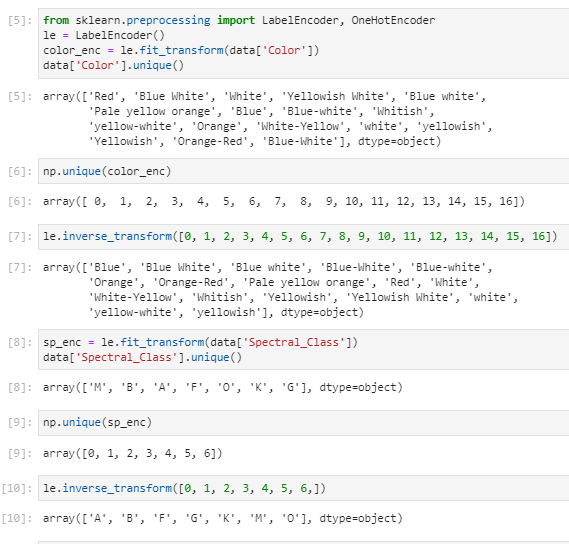 [5]: from sklearn.preprocessing import LabelEncoder, OneHotEncoder
le = LabelEncoder()
color_enc = le.fit_transform(data['Color'])
data['Color'].unique()
[5]: array(['Red', 'Blue White', 'White', 'Yellowish White', 'Blue white',
'Pale yellow orange', 'Blue', 'Blue-white', 'Whitish',
'yellow-white', 'Orange', 'White-Yellow', 'white', 'yellowish',
'Yellowish', 'Orange-Red', 'Blue-White'], dtype=object)
[6]: np.unique(color_enc)
[6]: array([ 0,  1,  2,  3,  4,  5,  6,  7,  8,  9, 10, 11, 12, 13, 14, 15, 16])
[7]: le.inverse_transform([0, 1, 2, 3, 4, 5, 6, 7, 8, 9, 10, 11, 12, 13, 14, 15, 16])
[7]: array(['Blue', 'Blue White', 'Blue white', 'Blue-White', 'Blue-white',
'Orange', 'Orange-Red', 'Pale yellow orange', 'Red', 'White',
'White-Yellow', 'Whitish', 'Yellowish', 'Yellowish White', 'white',
'yellow-white', 'yellowish'], dtype=object)
[8]: sp_enc = le.fit_transform(data['Spectral_Class'])
data['Spectral_Class'].unique()
[8]: array(['M', 'B', 'A', 'F', 'O', 'K', 'G'], dtype=object)
[9]: np.unique(sp_enc)
[9]: array([0, 1, 2, 3, 4, 5, 6])
[10]: le.inverse_transform([0, 1, 2, 3, 4, 5, 6,])
[10]: array(['A', 'B', 'F', 'G', 'K', 'M', 'O'], dtype=object)